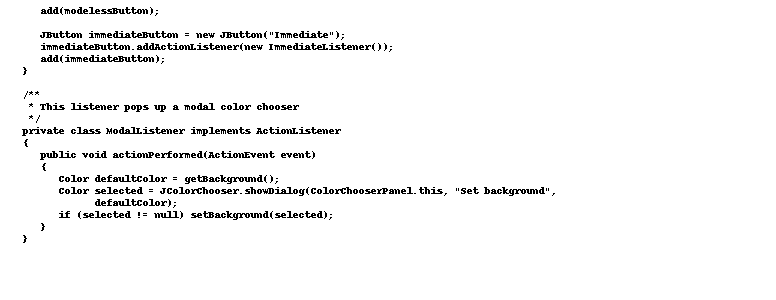 add(modelessButton);
JButton immediateButton = new JButton("Immediate");
immediateButton.addActionListener(new ImmediateListener());
add(immediateButton);
}
/**
* This listener pops up a modal color chooser
*/
private class ModalListener implements ActionListener
{
public void actionPerformed(ActionEvent event)
{
Color defaultColor = getBackground();
Color selected = JColorChooser.showDialog(ColorChooserPanel.this, "Set background",
defaultColor);
if (selected != null) setBackground(selected);
}
}